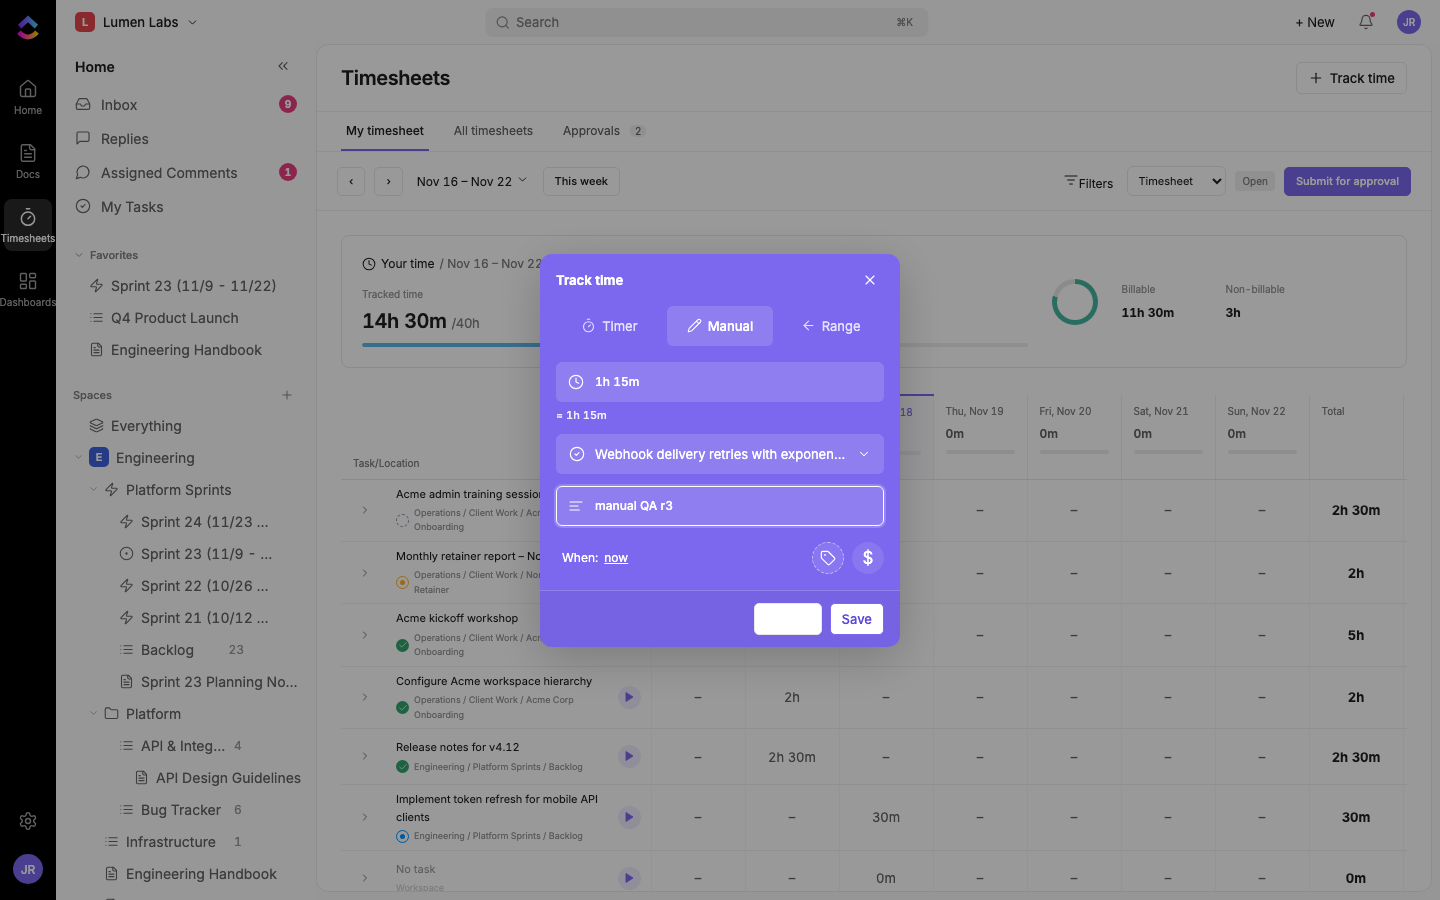 L Lumen Labs
Search ⌘K
+ New
JR
Home
Docs
Timesheets
Dashboards
JR
Home
Inbox 9
Replies
Assigned Comments 1
My Tasks
Favorites
Sprint 23 (11/9 - 11/22)
Q4 Product Launch
Engineering Handbook
Spaces
Everything
E Engineering
Platform Sprints
Sprint 24 (11/23 ...
Sprint 23 (11/9 - ...
Sprint 22 (10/26 ...
Sprint 21 (10/12 ...
Backlog 23
Sprint 23 Planning No...
Platform
API & Integ... 4
API Design Guidelines
Bug Tracker 6
Infrastructure 1
Engineering Handbook
Timesheets
+ Track time
My timesheet All timesheets Approvals 2
‹ › Nov 16 – Nov 22 This week
Filters Timesheet Open Submit for approval
Your time / Nov 16 – Nov 22
Tracked time
14h 30m /40h
Billable Non-billable
11h 30m 3h
Task/Location 18 Thu, Nov 19 Fri, Nov 20 Sat, Nov 21 Sun, Nov 22 Total
0m 0m 0m 0m
Acme admin training session
Operations / Client Work / Ac
Onboarding
– – – – 2h 30m
Monthly retainer report – No
Operations / Client Work / Nor
Retainer
– – – – 2h
Acme kickoff workshop
Operations / Client Work / Ac
Onboarding
– – – – 5h
Configure Acme workspace hierarchy
Operations / Client Work / Acme Corp
Onboarding
– 2h – – – – – 2h
Release notes for v4.12
Engineering / Platform Sprints / Backlog
– 2h 30m – – – – – 2h 30m
Implement token refresh for mobile API
clients
Engineering / Platform Sprints / Backlog
– – 30m – – – – 30m
No task
Workspace
– – 0m – – – – 0m
Track time
Timer Manual Range
1h 15m
= 1h 15m
Webhook delivery retries with exponen...
manual QA r3
When: now
$
Save